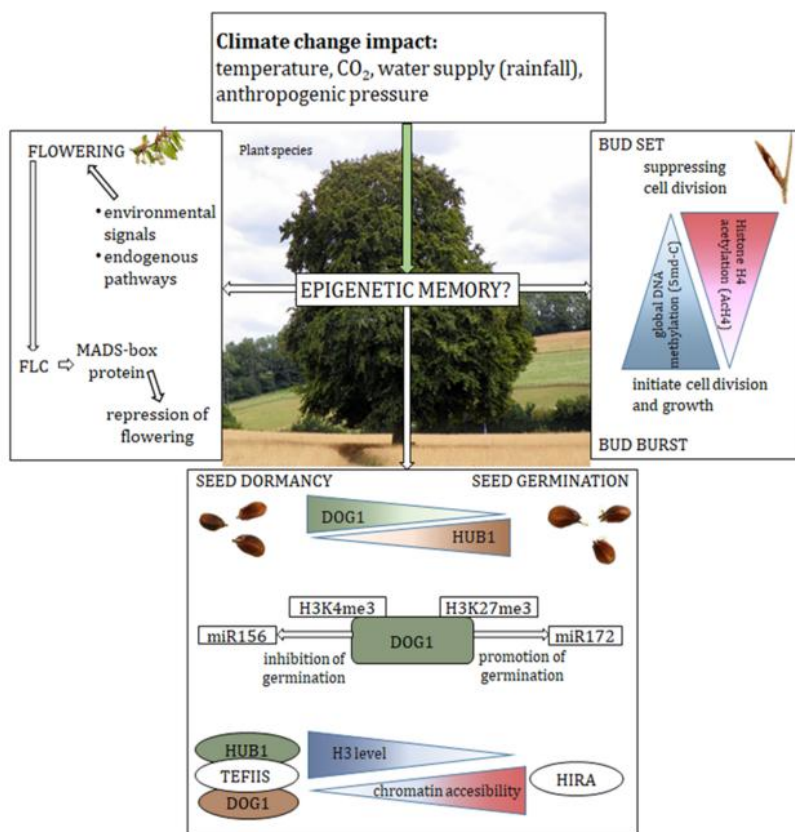 Climate change impact:
temperature, CO₂, water supply (rainfall),
anthropogenic pressure
FLOWERING
• environmental
signals
• endogenous
pathways
FLC
MADS-box
protein
repression of
flowering
Plant species
EPIGENETIC MEMORY?
BUD SET
suppressing
cell division
global DNA
methylation (5md-C)
Histone H4
acetylation (AcH4)
initiate cell division
and growth
BUD BURST
SEED DORMANCY
SEED GERMINATION
DOG1
HUB1
H3K4me3
H3K27me3
miR156
DOG1
miR172
inhibition of
germination
promotion of
germination
HUB1
TEFIIS
DOG1
H3 level
chromatin accesibility
HIRA